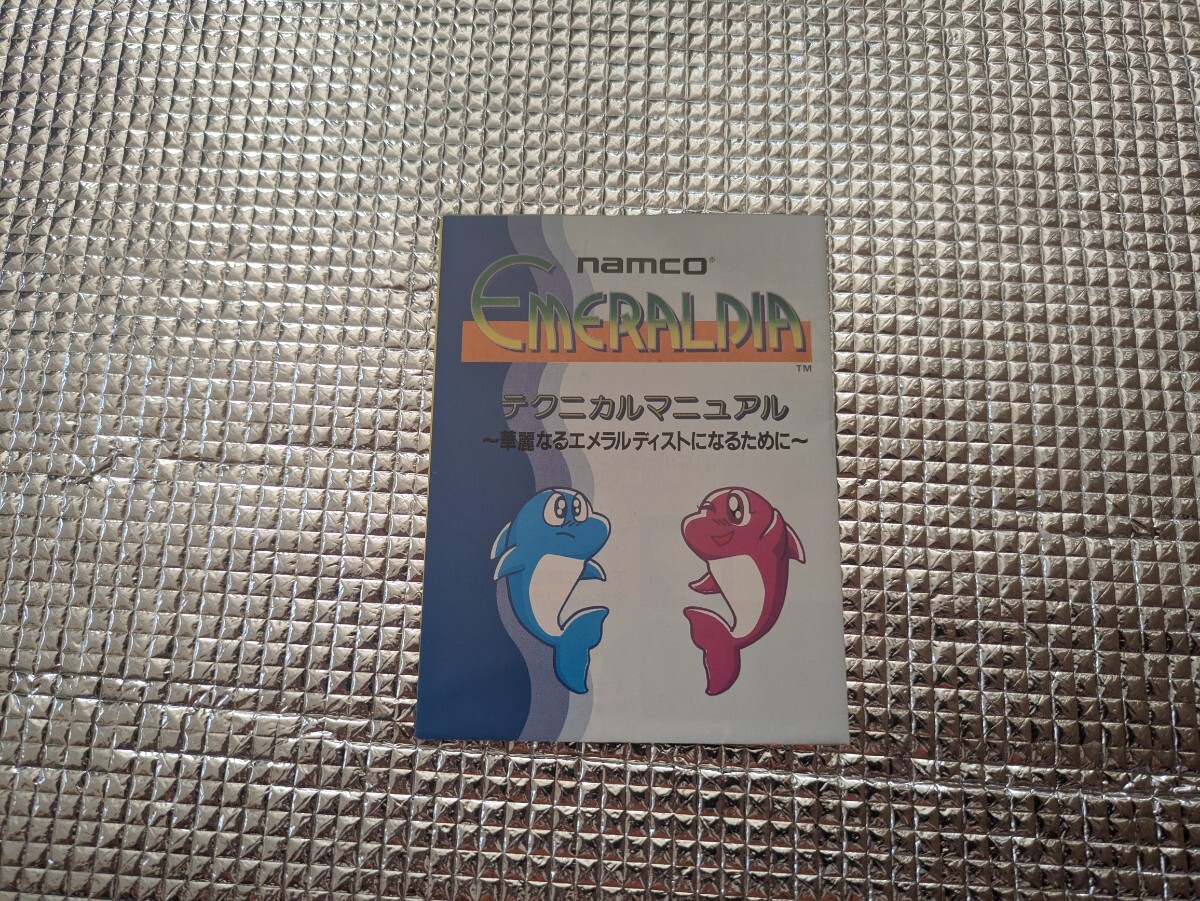 namco®
EMERALDIA
TM
テクニカルマニュアル
～華麗なるエメラルディストになるために～